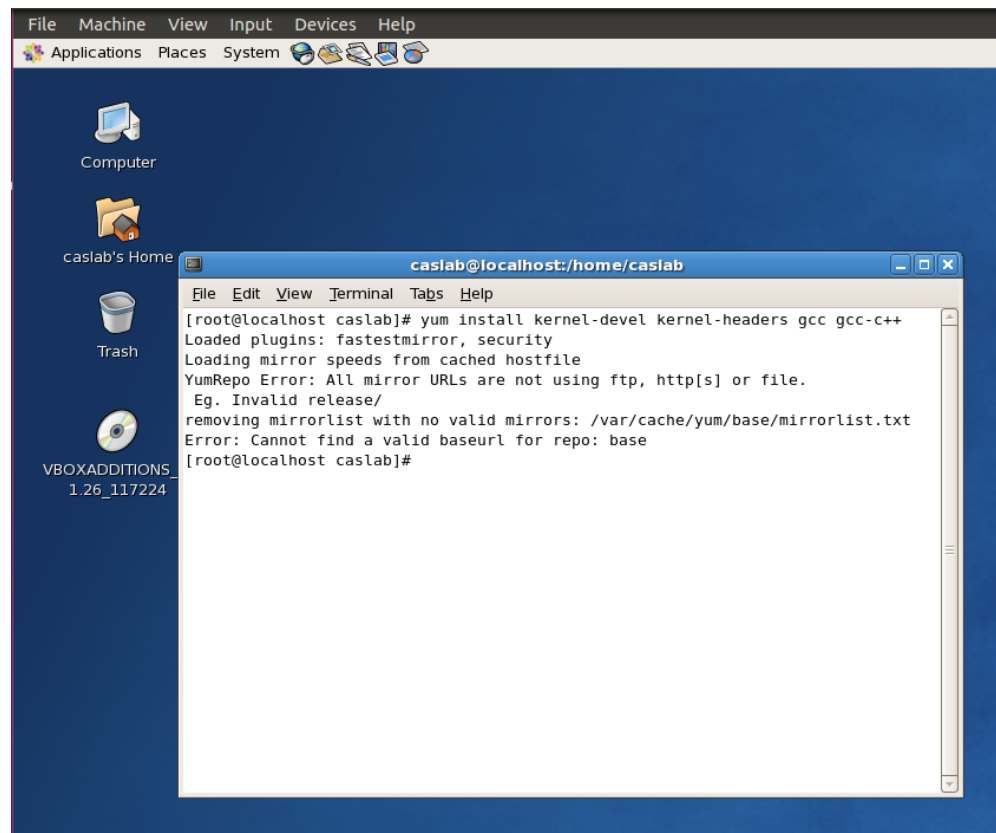 File Machine View Input Devices Help
Applications Places System
Computer
caslab's Home
Trash
VBOXADDITIONS_
1.26_117224
caslab@localhost:/home/caslab
File Edit View Terminal Tabs Help
[root@localhost caslab]# yum install kernel-devel kernel-headers gcc gcc-c++
Loaded plugins: fastestmirror, security
Loading mirror speeds from cached hostfile
YumRepo Error: All mirror URLs are not using ftp, http[s] or file.
 Eg. Invalid release/
removing mirrorlist with no valid mirrors: /var/cache/yum/base/mirrorlist.txt
Error: Cannot find a valid baseurl for repo: base
[root@localhost caslab]#